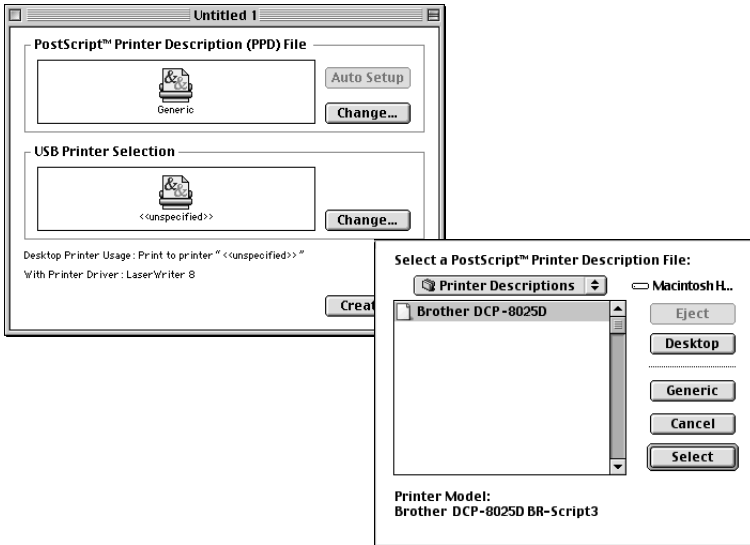 Untitled 1
PostScript™ Printer Description (PPD) File
Generic
Auto Setup
Change...
USB Printer Selection
<<unspecified>>
Change...
Desktop Printer Usage : Print to printer “<<unspecified>>”
With Printer Driver : LaserWriter 8
Creat
Select a PostScript™ Printer Description File:
Printer Descriptions
Macintosh H...
Brother DCP-8025D
Eject
Desktop
Generic
Cancel
Select
Printer Model:
Brother DCP-8025D BR-Script3